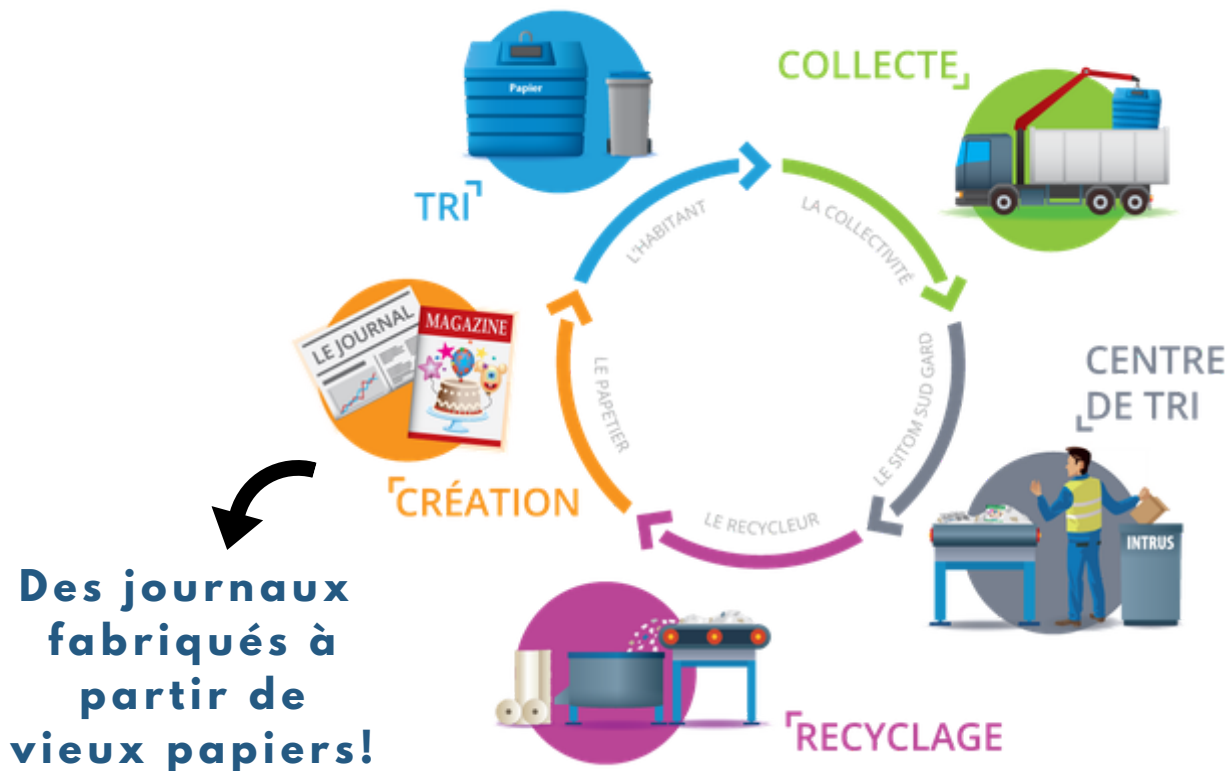 Papier
TRI
L'HABITANT
COLLECTE
LA COLLECTIVITÉ
CENTRE
DE TRI
LE SITOM SUD GARD
INTRUS
RECYCLAGE
LE RECYCLEUR
CRÉATION
LE PAPETIER
LE JOURNAL
MAGAZINE
Des journaux
fabriqués à
partir de
vieux papiers!